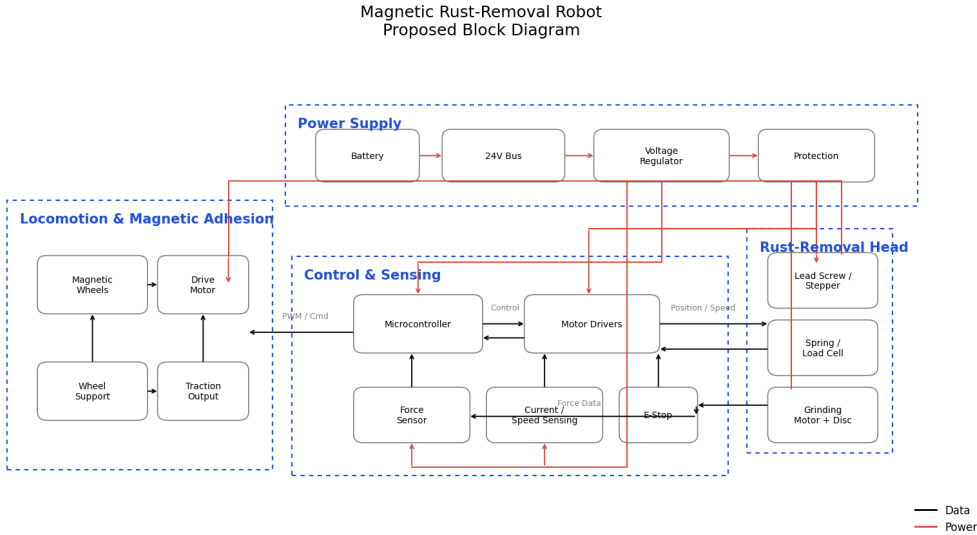 Magnetic Rust-Removal Robot
Proposed Block Diagram
Power Supply
Battery
24V Bus
Voltage
Regulator
Protection
Locomotion & Magnetic Adhesion
Magnetic
Wheels
Drive
Motor
Wheel
Support
Traction
Output
PWM / Cmd
Control & Sensing
Microcontroller
Control
Motor Drivers
Position / Speed
Force
Sensor
Current /
Speed Sensing
Force Data
E-Stop
Rust-Removal Head
Lead Screw /
Stepper
Spring /
Load Cell
Grinding
Motor + Disc
Data
Power